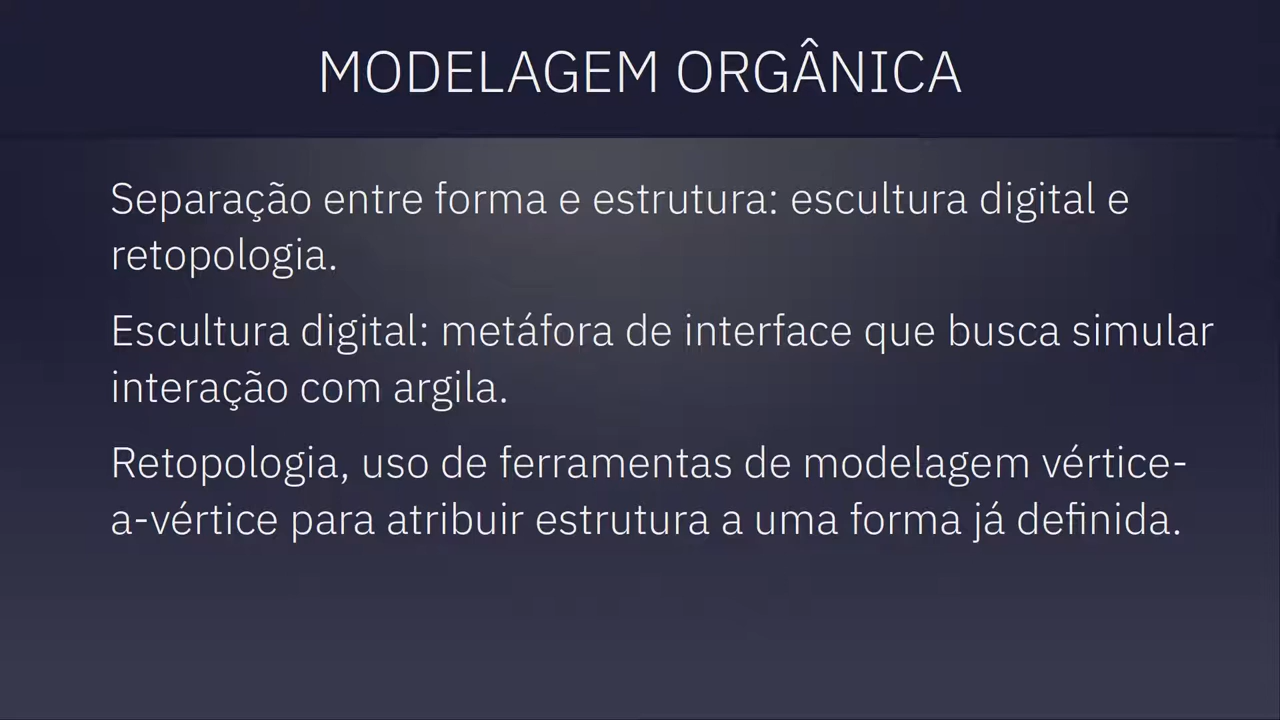 MODELAGEM ORGÂNICA
Separação entre forma e estrutura: escultura digital e
retopologia.
Escultura digital: metáfora de interface que busca simular
interação com argila.
Retopologia, uso de ferramentas de modelagem vértice-
a-vértice para atribuir estrutura a uma forma já definida.